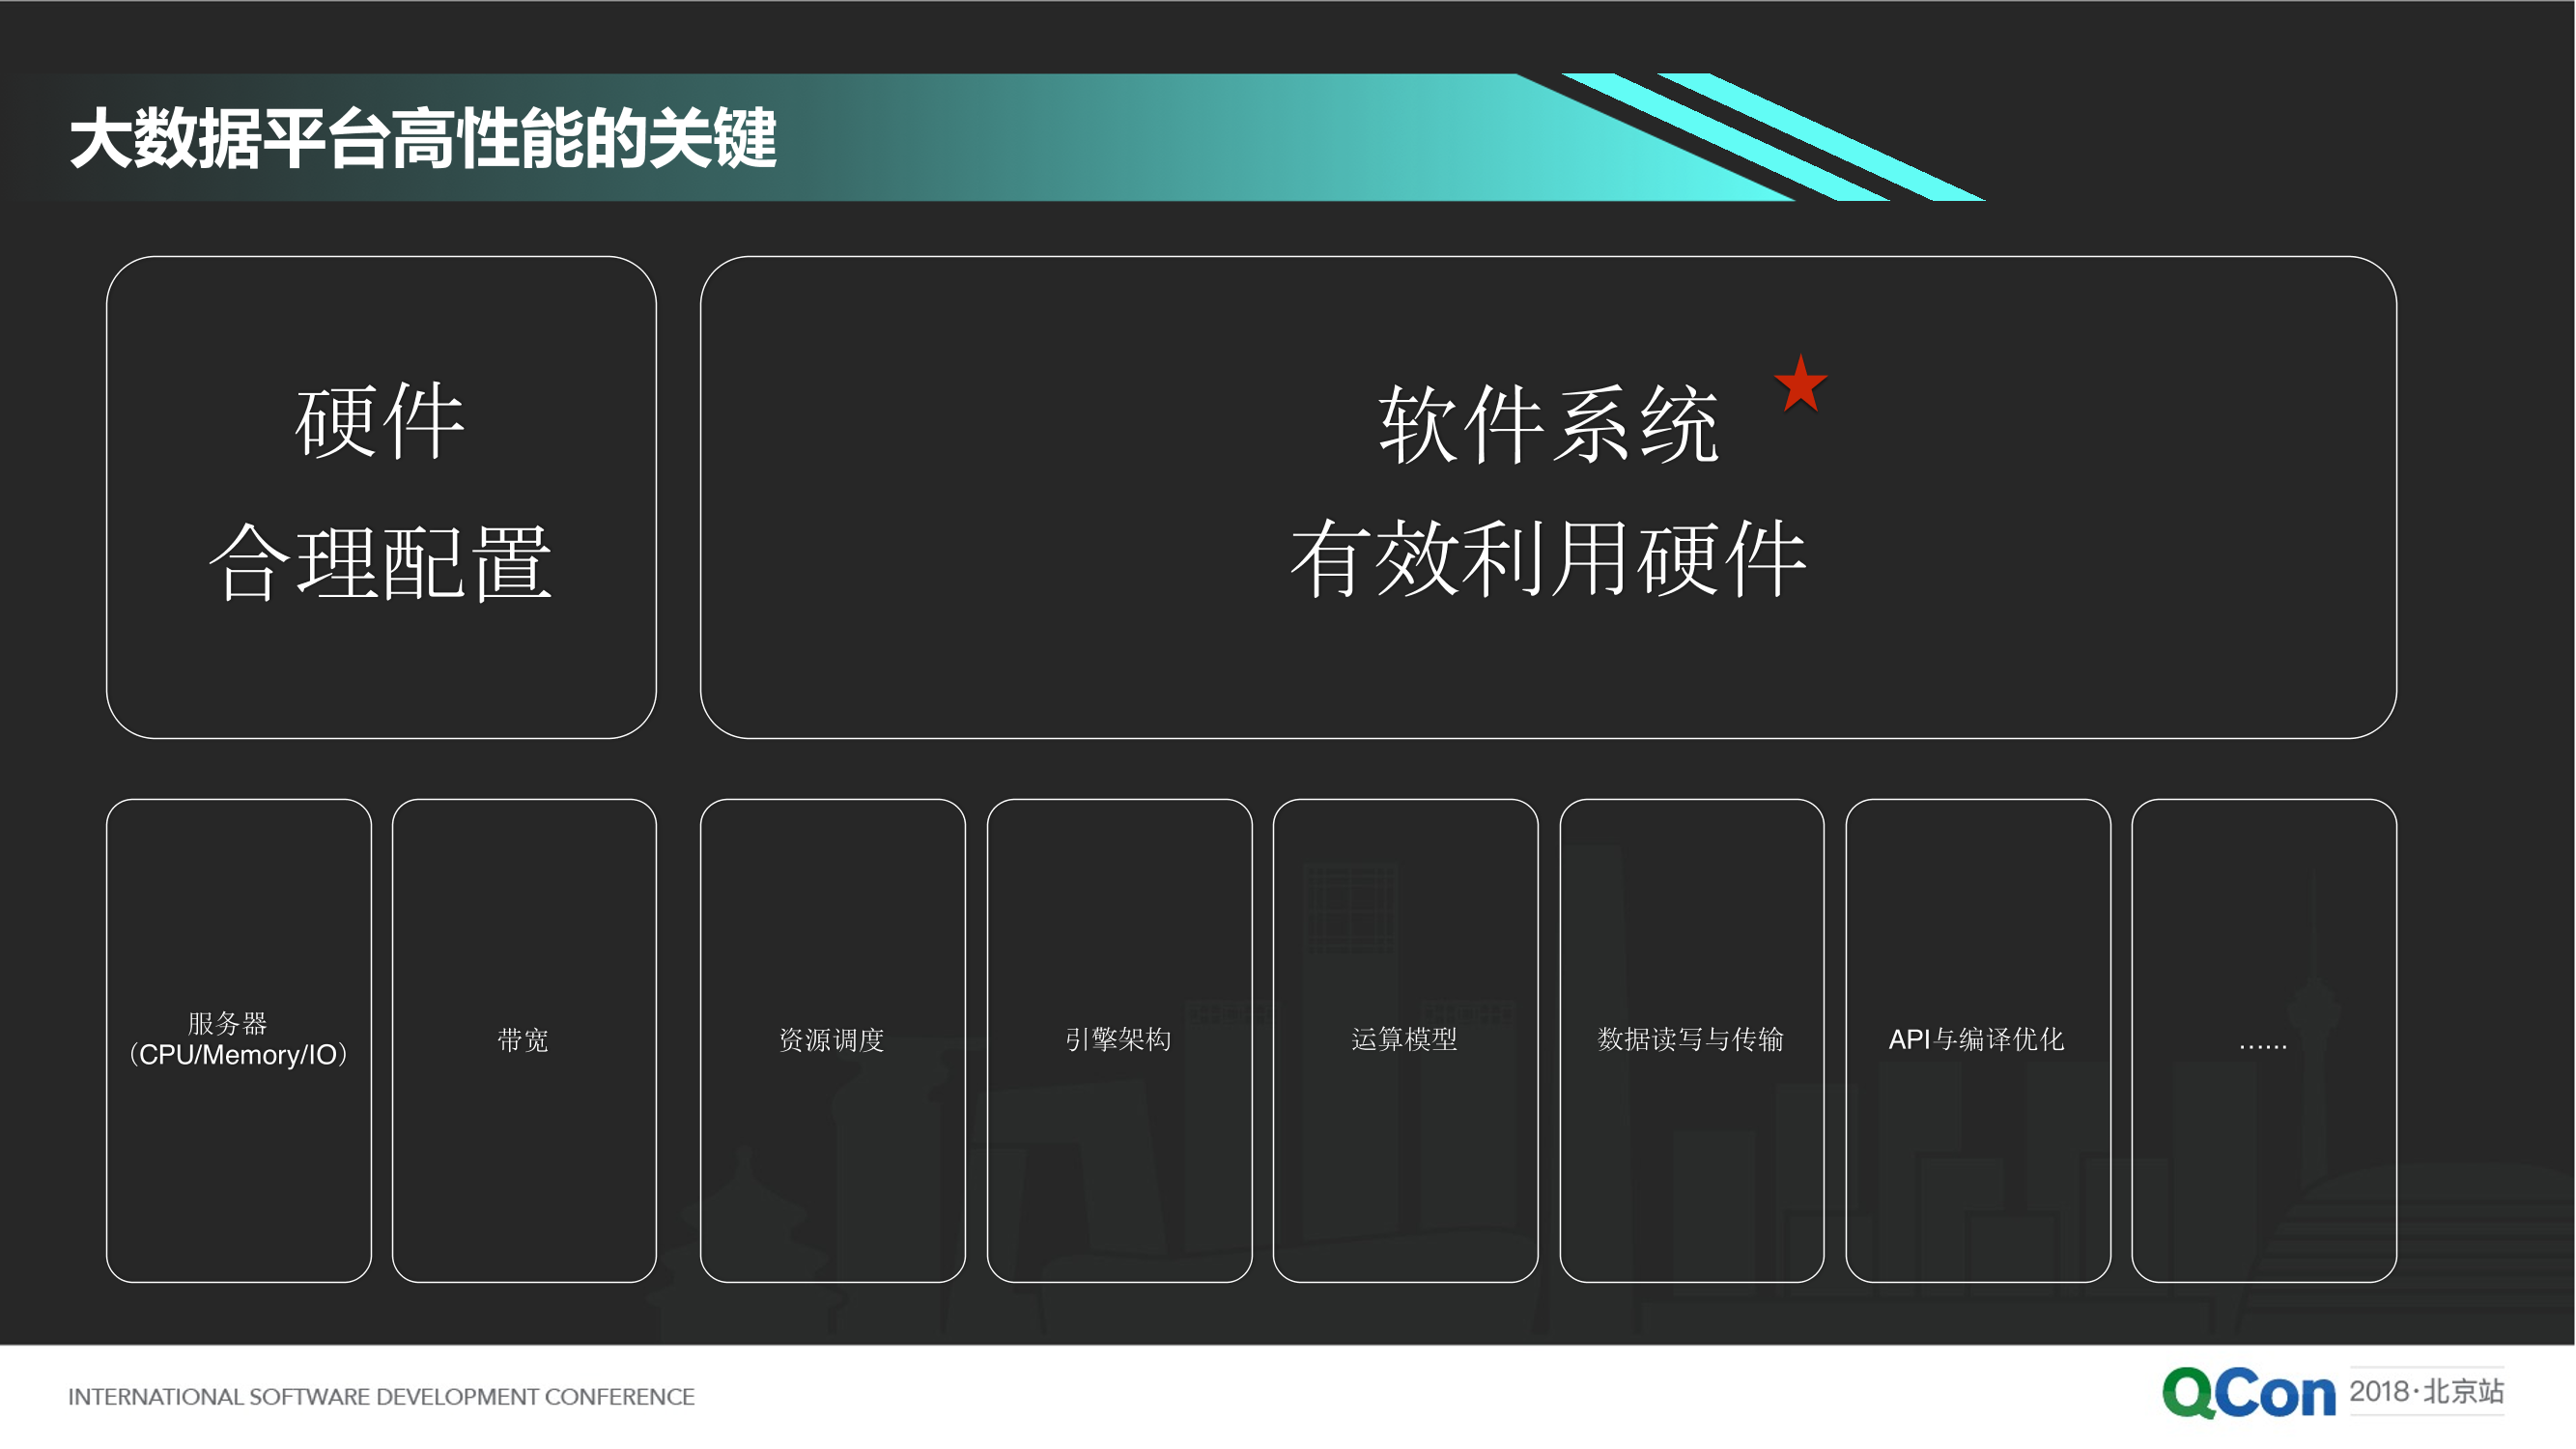 大数据平台高性能的关键
硬件
合理配置
软件系统
有效利用硬件
服务器
（CPU/Memory/IO）
带宽
资源调度
引擎架构
运算模型
数据读写与传输
API与编译优化
……
INTERNATIONAL SOFTWARE DEVELOPMENT CONFERENCE
QCon 2018·北京站